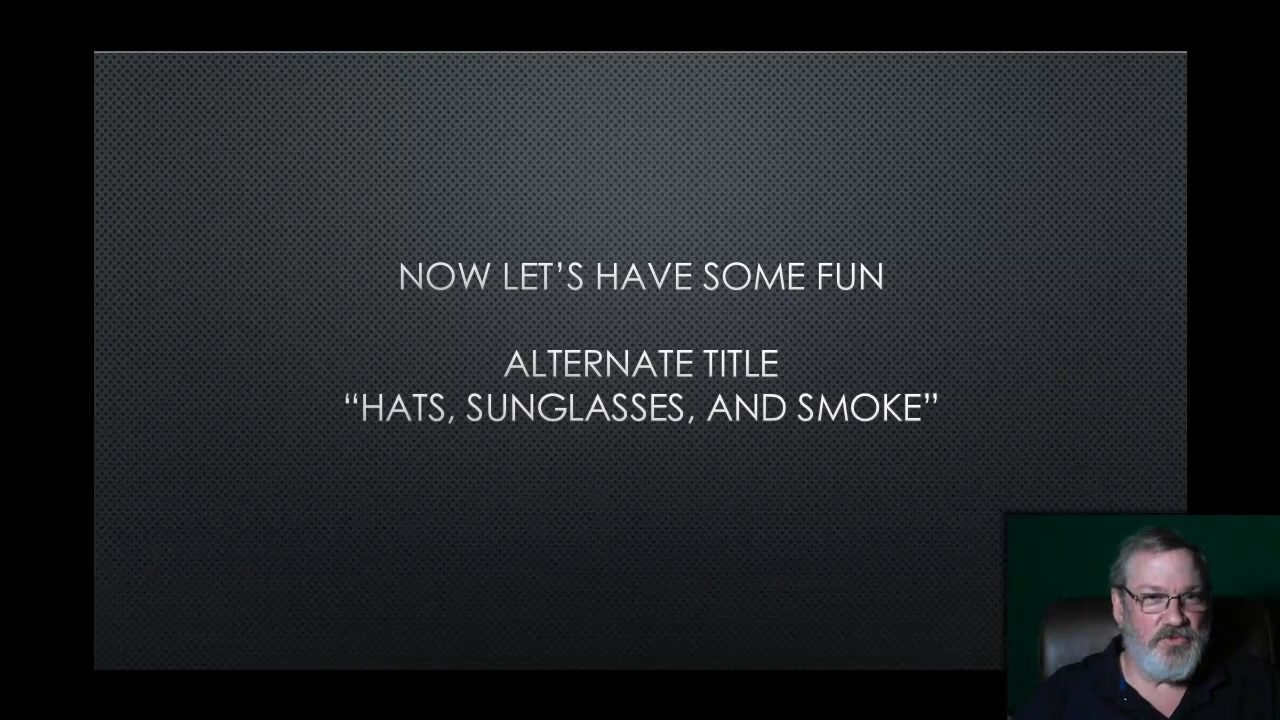 NOW LET’S HAVE SOME FUN
ALTERNATE TITLE
“HATS, SUNGLASSES, AND SMOKE”